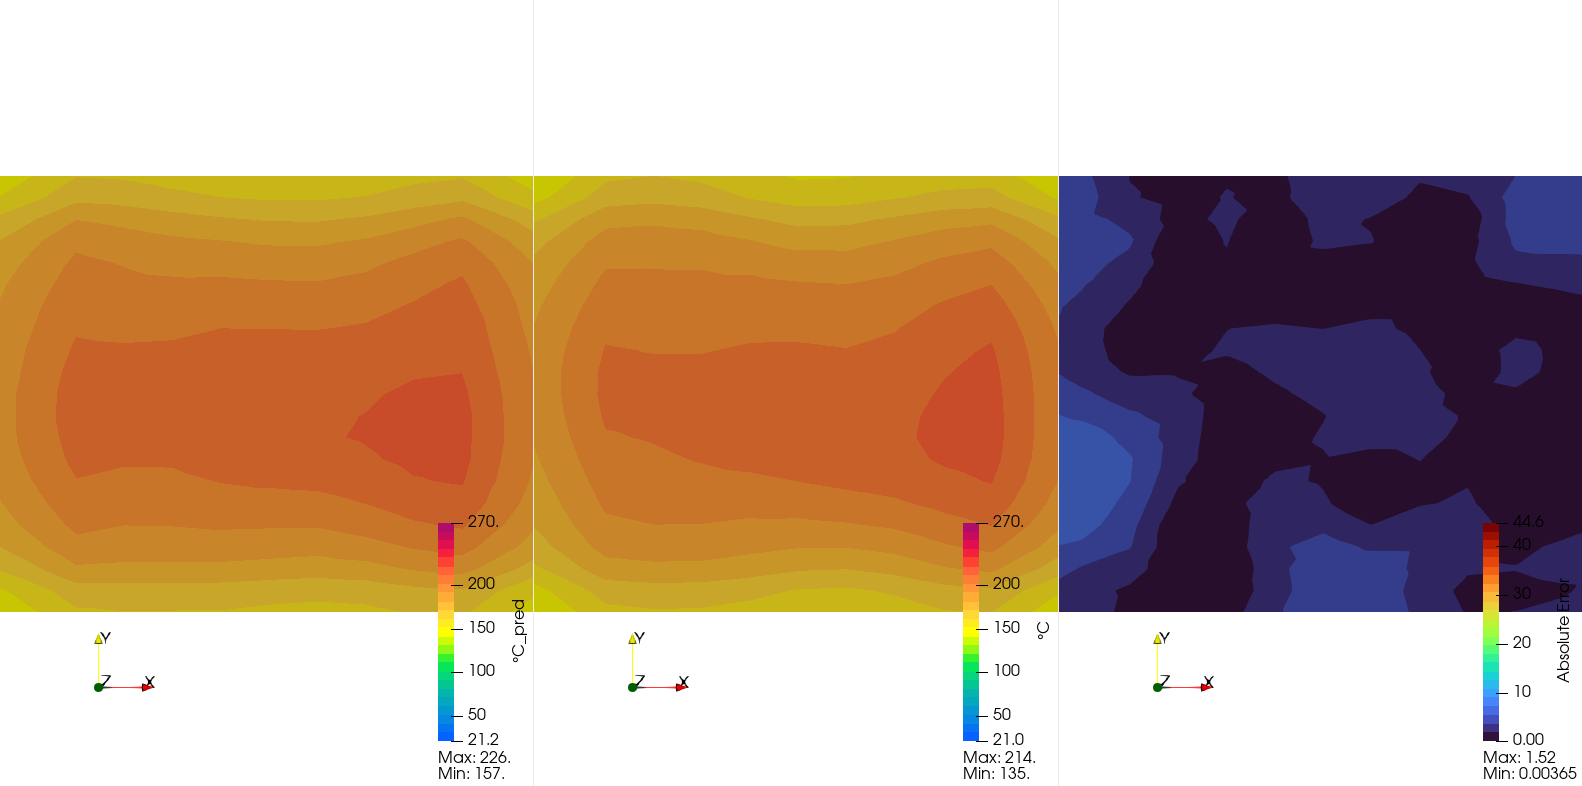 270.
200
150
100
50
21.2
°C_pred
Max: 226.
Min: 157.
Y
Z
X
270.
200
150
100
50
21.0
°C
Max: 214.
Min: 135.
Y
Z
X
44.6
40
30
20
10
0.00
Absolute Error
Max: 1.52
Min: 0.00365
Y
Z
X